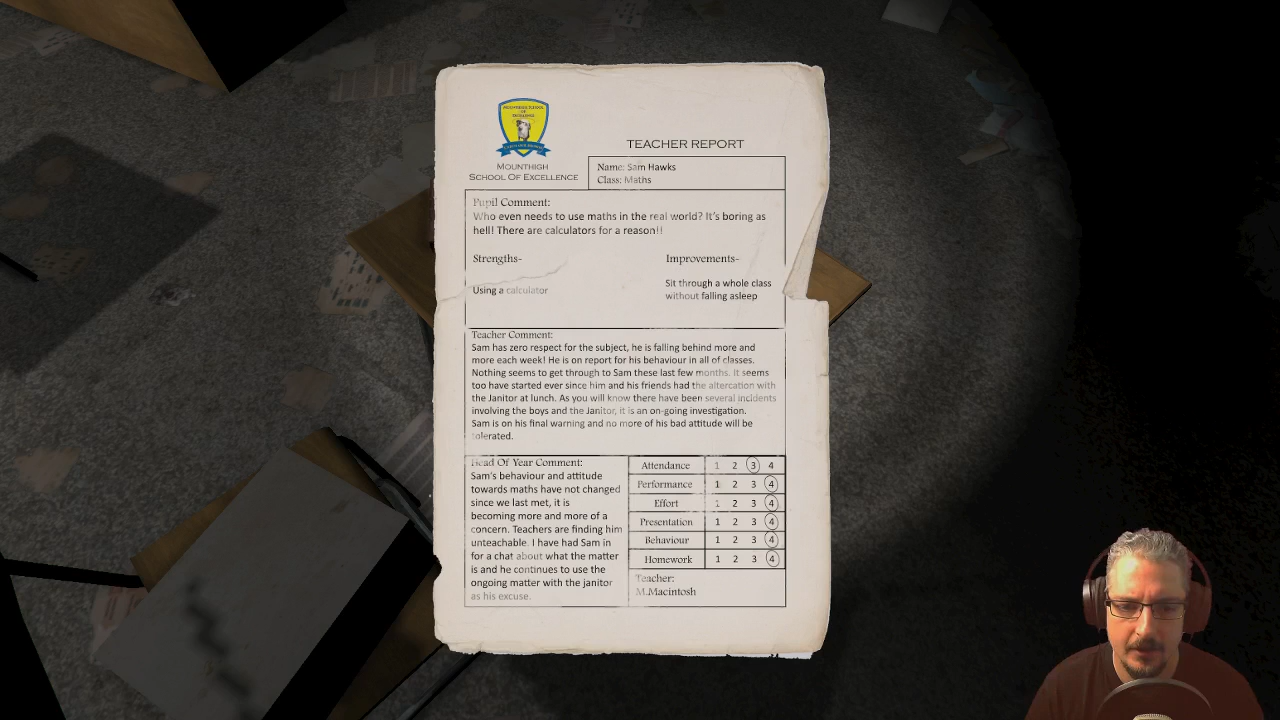 MOUNTHIGH SCHOOL
OF
EXCELLENCE
TEACHER REPORT
MOUNTHIGH
SCHOOL OF EXCELLENCE
Name: Sam Hawks
Class: Maths
Pupil Comment:
Who even needs to use maths in the real world? It's boring as
hell! There are calculators for a reason!!
Strengths-
Improvements-
Using a calculator
Sit through a whole class
without falling asleep
Teacher Comment:
Sam has zero respect for the subject, he is falling behind more and
more each week! He is on report for his behaviour in all of classes.
Nothing seems to get through to Sam these last few months. It seems
too have started ever since him and his friends had the altercation with
the Janitor at lunch. As you will know there have been several incidents
involving the boys and the Janitor, it is an on-going investigation.
Sam is on his final warning and no more of his bad attitude will be
tolerated.
Head Of Year Comment:
Sam's behaviour and attitude
towards maths have not changed
since we last met, it is
becoming more and more of a
concern. Teachers are finding him
unteachable. I have had Sam in
for a chat about what the matter
is and he continues to use the
ongoing matter with the janitor
as his excuse.
Attendance 1 2 3 4
Performance 1 2 3 4
Effort 1 2 3 4
Presentation 1 2 3 4
Behaviour 1 2 3 4
Homework 1 2 3 4
Teacher:
M.Macintosh